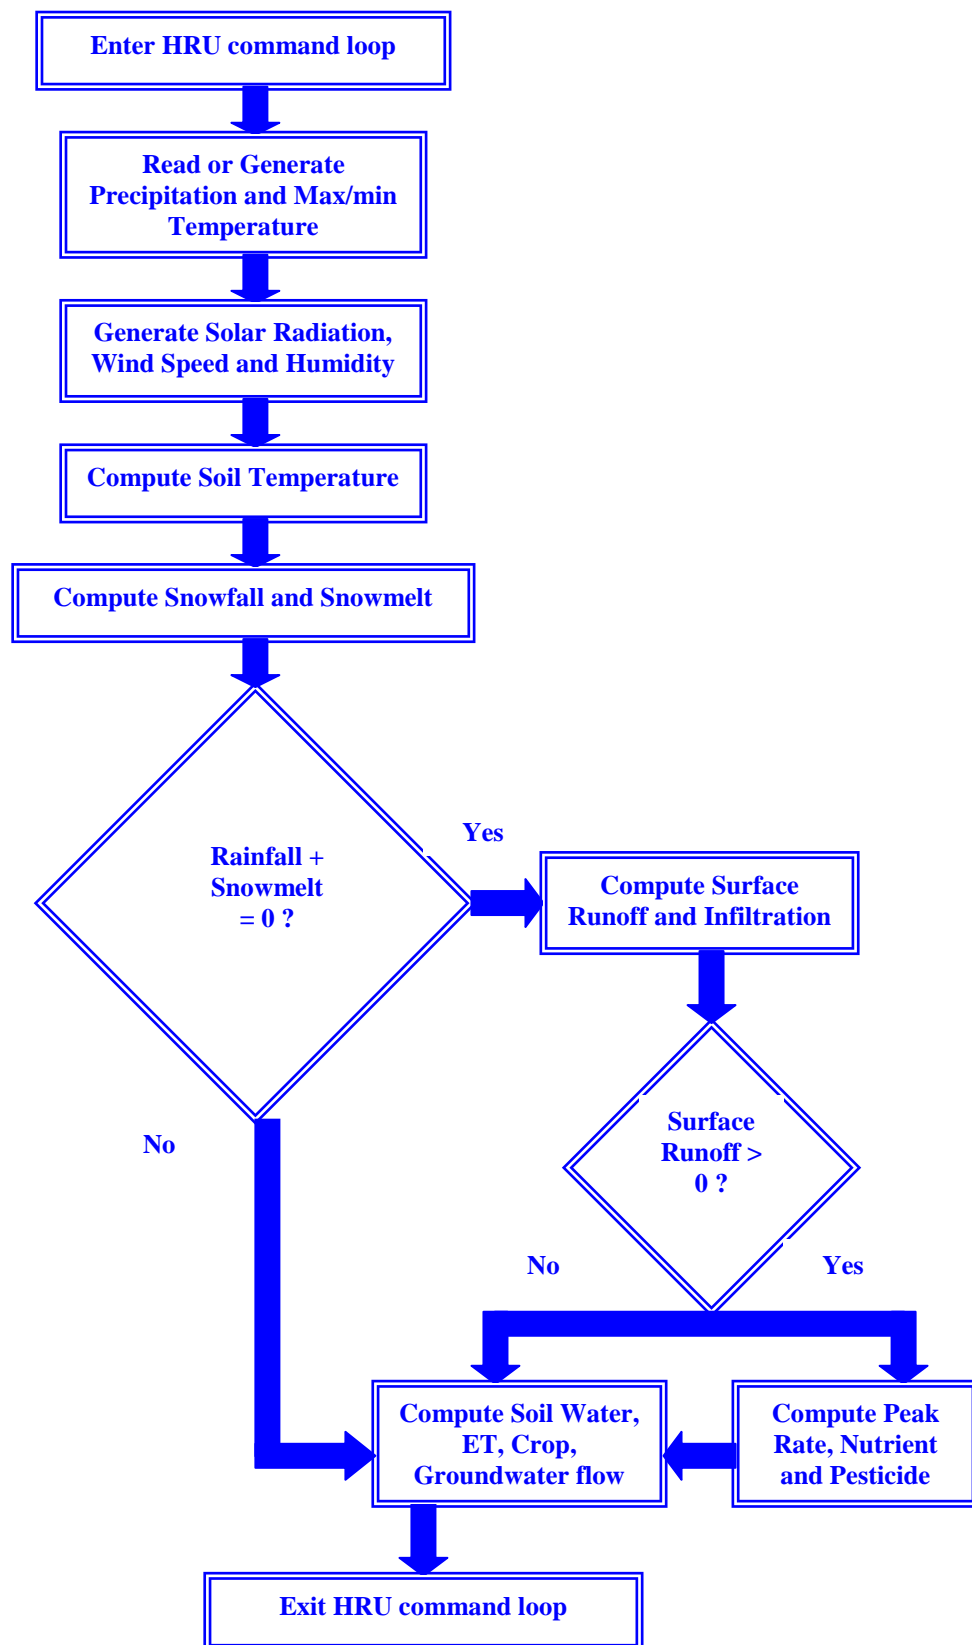 Enter HRU command loop
Read or Generate
Precipitation and Max/min
Temperature
Generate Solar Radiation,
Wind Speed and Humidity
Compute Soil Temperature
Compute Snowfall and Snowmelt
Rainfall +
Snowmelt
= 0 ?
Yes
Compute Surface
Runoff and Infiltration
No
Surface
Runoff >
0 ?
No
Yes
Compute Soil Water,
ET, Crop,
Groundwater flow
Compute Peak
Rate, Nutrient
and Pesticide
Exit HRU command loop